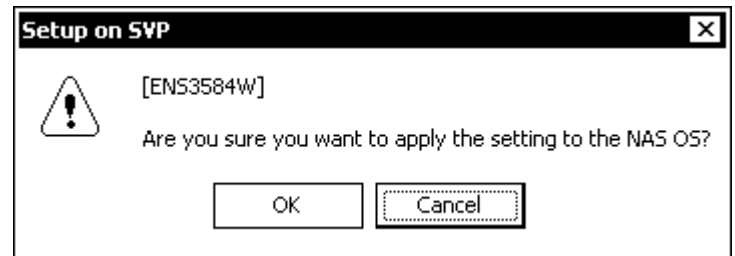 Setup on SVP
[ENS3584W]
Are you sure you want to apply the setting to the NAS OS?
OK
Cancel